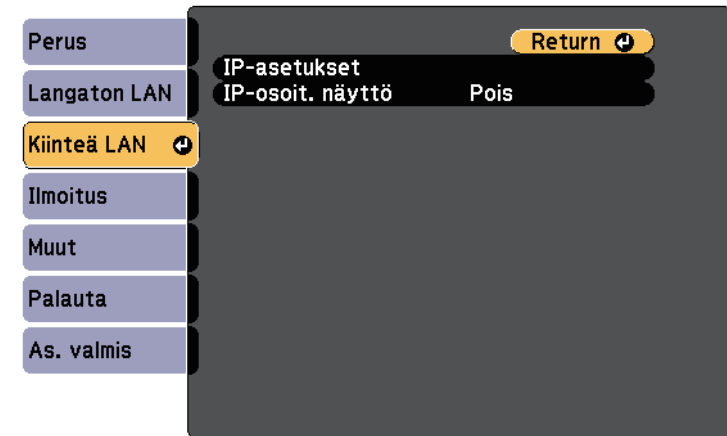 Perus
Langaton LAN
Kiinteä LAN
Ilmoitus
Muut
Palauta
As. valmis
Return
IP-asetukset
IP-osoit. näyttö Pois